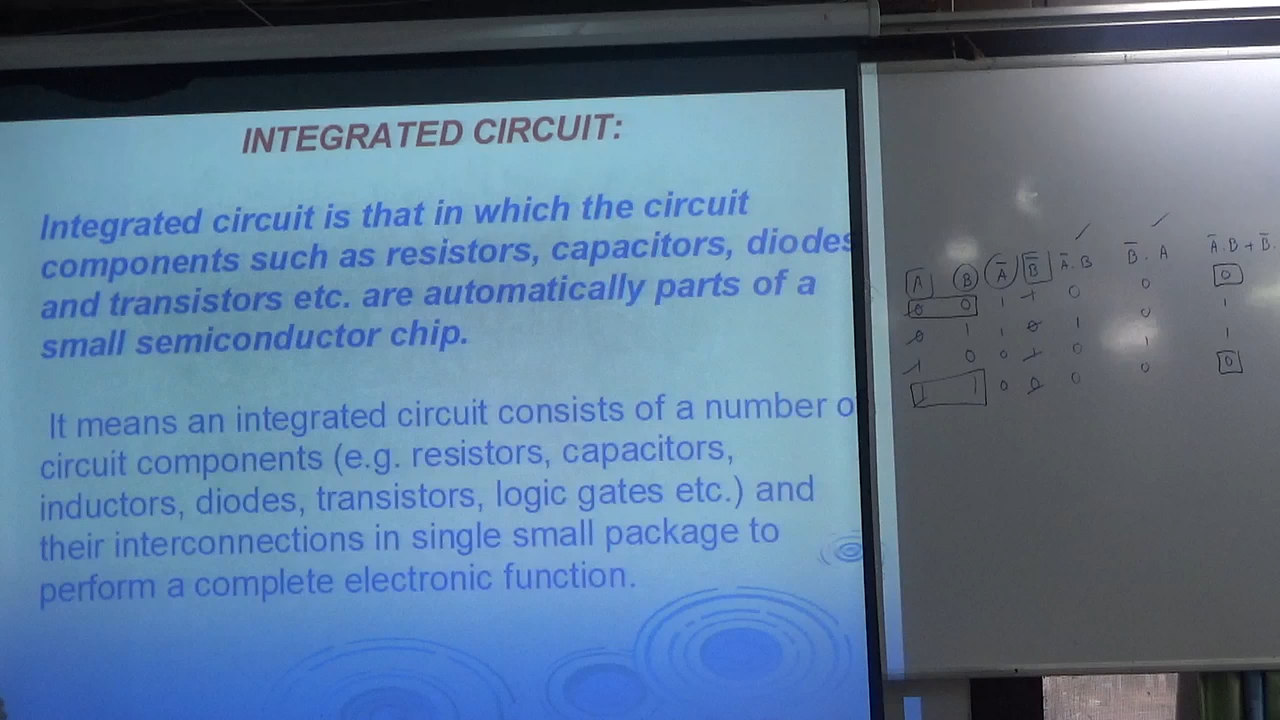 INTEGRATED CIRCUIT:
Integrated circuit is that in which the circuit
components such as resistors, capacitors, diodes
and transistors etc. are automatically parts of a
small semiconductor chip.
It means an integrated circuit consists of a number o
circuit components (e.g. resistors, capacitors,
inductors, diodes, transistors, logic gates etc.) and
their interconnections in single small package to
perform a complete electronic function.
A B A̅ B̅ A̅.B B̅.A A̅.B + B̅.
0 0 1 1 0 0 0
0 1 1 0 1 0 1
1 0 0 1 0 1 1
1 1 0 0 0 0 0